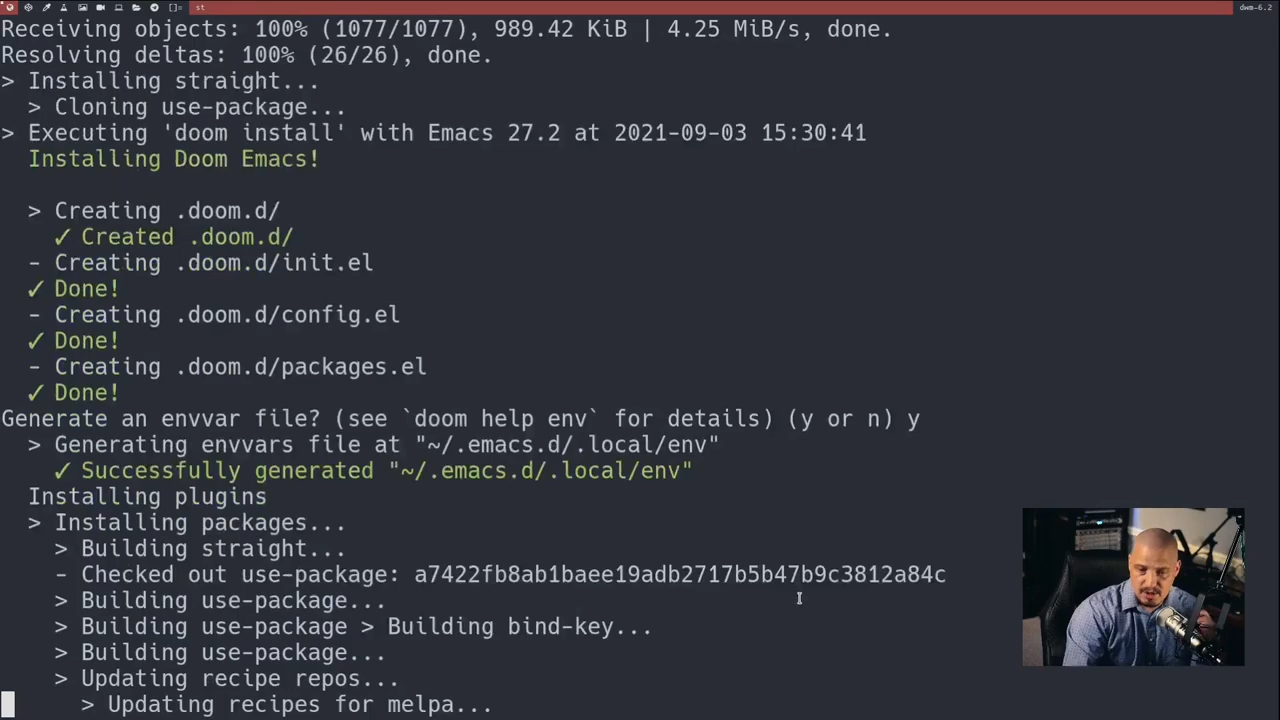 []= st dwm-6.2
Receiving objects: 100% (1077/1077), 989.42 KiB | 4.25 MiB/s, done.
Resolving deltas: 100% (26/26), done.
> Installing straight...
> Cloning use-package...
> Executing 'doom install' with Emacs 27.2 at 2021-09-03 15:30:41
Installing Doom Emacs!
> Creating .doom.d/
✓ Created .doom.d/
- Creating .doom.d/init.el
✓ Done!
- Creating .doom.d/config.el
✓ Done!
- Creating .doom.d/packages.el
✓ Done!
Generate an envvar file? (see `doom help env` for details) (y or n) y
> Generating envvars file at "~/.emacs.d/.local/env"
✓ Successfully generated "~/.emacs.d/.local/env"
Installing plugins
> Installing packages...
> Building straight...
- Checked out use-package: a7422fb8ab1baee19adb2717b5b47b9c3812a84c
> Building use-package...
> Building use-package > Building bind-key...
> Building use-package...
> Updating recipe repos...
> Updating recipes for melpa...